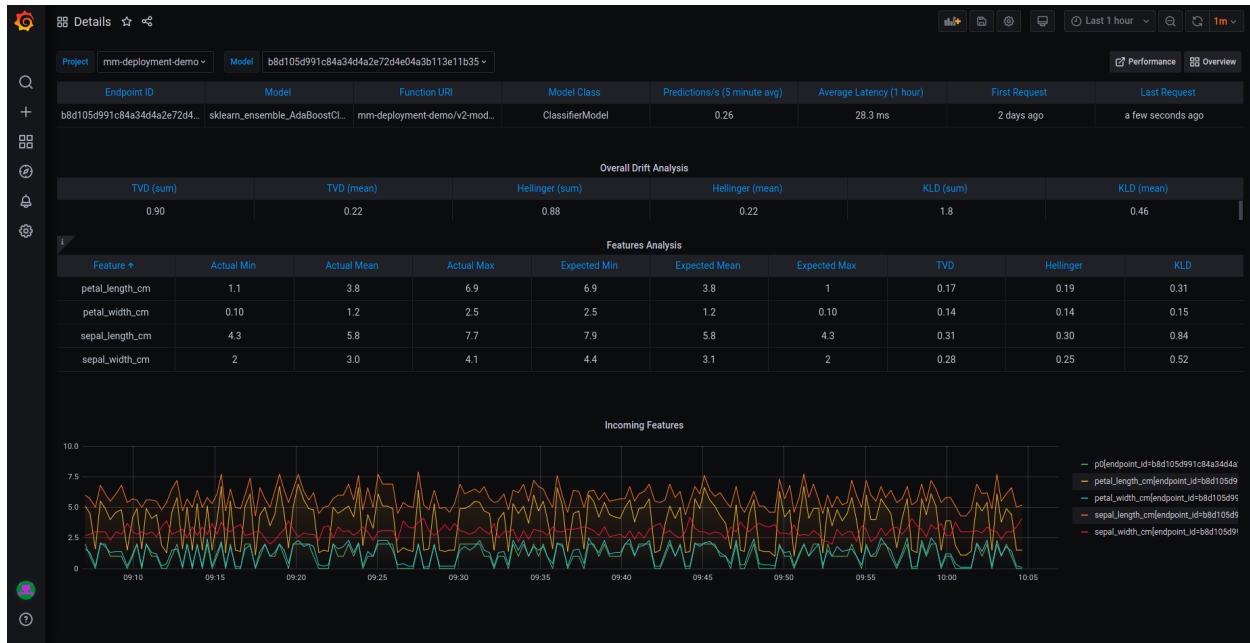 Details
Last 1 hour
1m
Project mm-deployment-demo Model b8d105d991c84a34d4a2e72d4e04a3b113e11b35
Performance Overview
Endpoint ID Model Function URI Model Class Predictions/s (5 minute avg) Average Latency (1 hour) First Request Last Request
b8d105d991c84a34d4a2e72d4... sklearn_ensemble_AdaBoostCl... mm-deployment-demo/v2-mod... ClassifierModel 0.26 28.3 ms 2 days ago a few seconds ago
Overall Drift Analysis
TVD (sum) TVD (mean) Hellinger (sum) Hellinger (mean) KLD (sum) KLD (mean)
0.90 0.22 0.88 0.22 1.8 0.46
i
Features Analysis
Feature Actual Min Actual Mean Actual Max Expected Min Expected Mean Expected Max TVD Hellinger KLD
petal_length_cm 1.1 3.8 6.9 6.9 3.8 1 0.17 0.19 0.31
petal_width_cm 0.10 1.2 2.5 2.5 1.2 0.10 0.14 0.14 0.15
sepal_length_cm 4.3 5.8 7.7 7.9 5.8 4.3 0.31 0.30 0.84
sepal_width_cm 2 3.0 4.1 4.4 3.1 2 0.28 0.25 0.52
Incoming Features
10.0
7.5
5.0
2.5
0
09:10 09:15 09:20 09:25 09:30 09:35 09:40 09:45 09:50 09:55 10:00 10:05
p0[endpoint_id=b8d105d991c84a34d4a
petal_length_cm[endpoint_id=b8d105d9
petal_width_cm[endpoint_id=b8d105d99
sepal_length_cm[endpoint_id=b8d105d9
sepal_width_cm[endpoint_id=b8d105d9